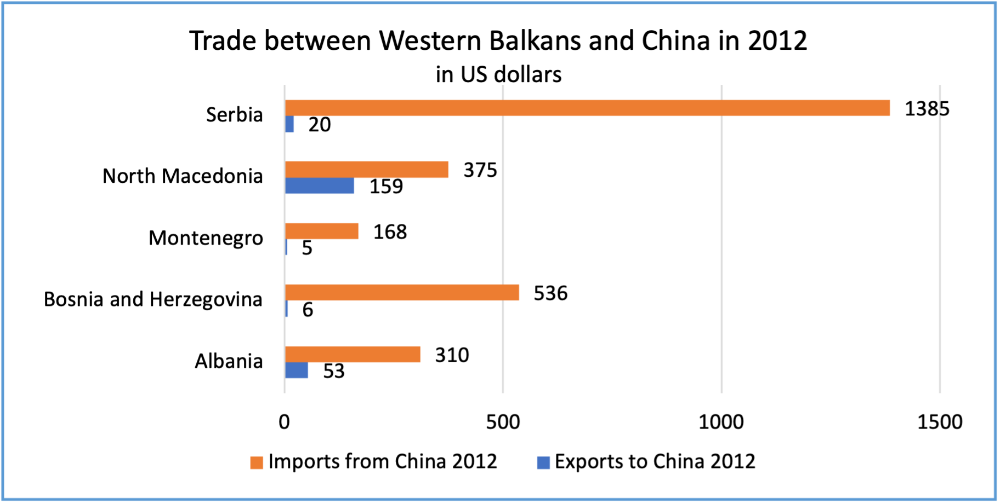 Trade between Western Balkans and China in 2012
in US dollars
Serbia
1385
20
North Macedonia
375
159
Montenegro
168
5
Bosnia and Herzegovina
536
6
Albania
310
53
0 500 1000 1500
Imports from China 2012 Exports to China 2012